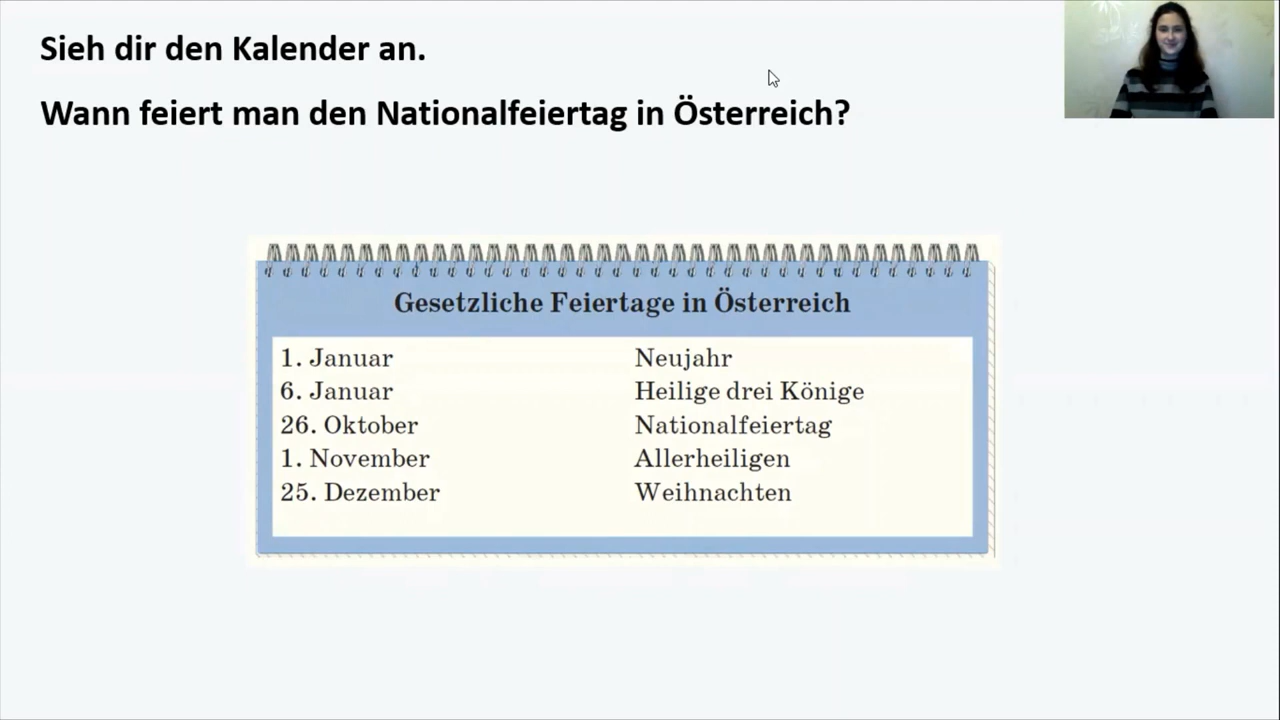 Sieh dir den Kalender an.
Wann feiert man den Nationalfeiertag in Österreich?
Gesetzliche Feiertage in Österreich
1. Januar Neujahr
6. Januar Heilige drei Könige
26. Oktober Nationalfeiertag
1. November Allerheiligen
25. Dezember Weihnachten